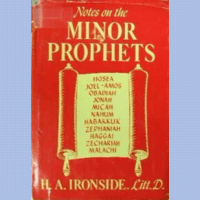 Notes on the
MINOR
PROPHETS
HOSEA
JOEL-AMOS
OBADIAH
JONAH
MICAH
NAHUM
HABAKKUK
ZEPHANIAH
HAGGAI
ZECHARIAH
MALACHI
H. A. IRONSIDE, Litt.D.